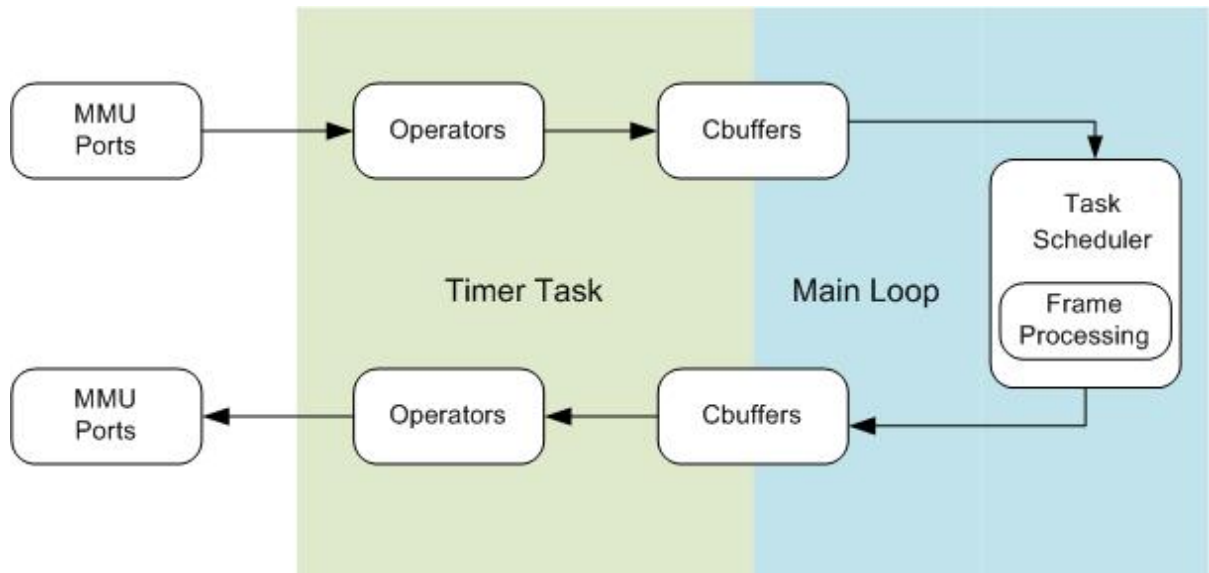 MMU
Ports
Operators
Cbuffers
Task
Scheduler
Timer Task
Main Loop
Frame
Processing
MMU
Ports
Operators
Cbuffers